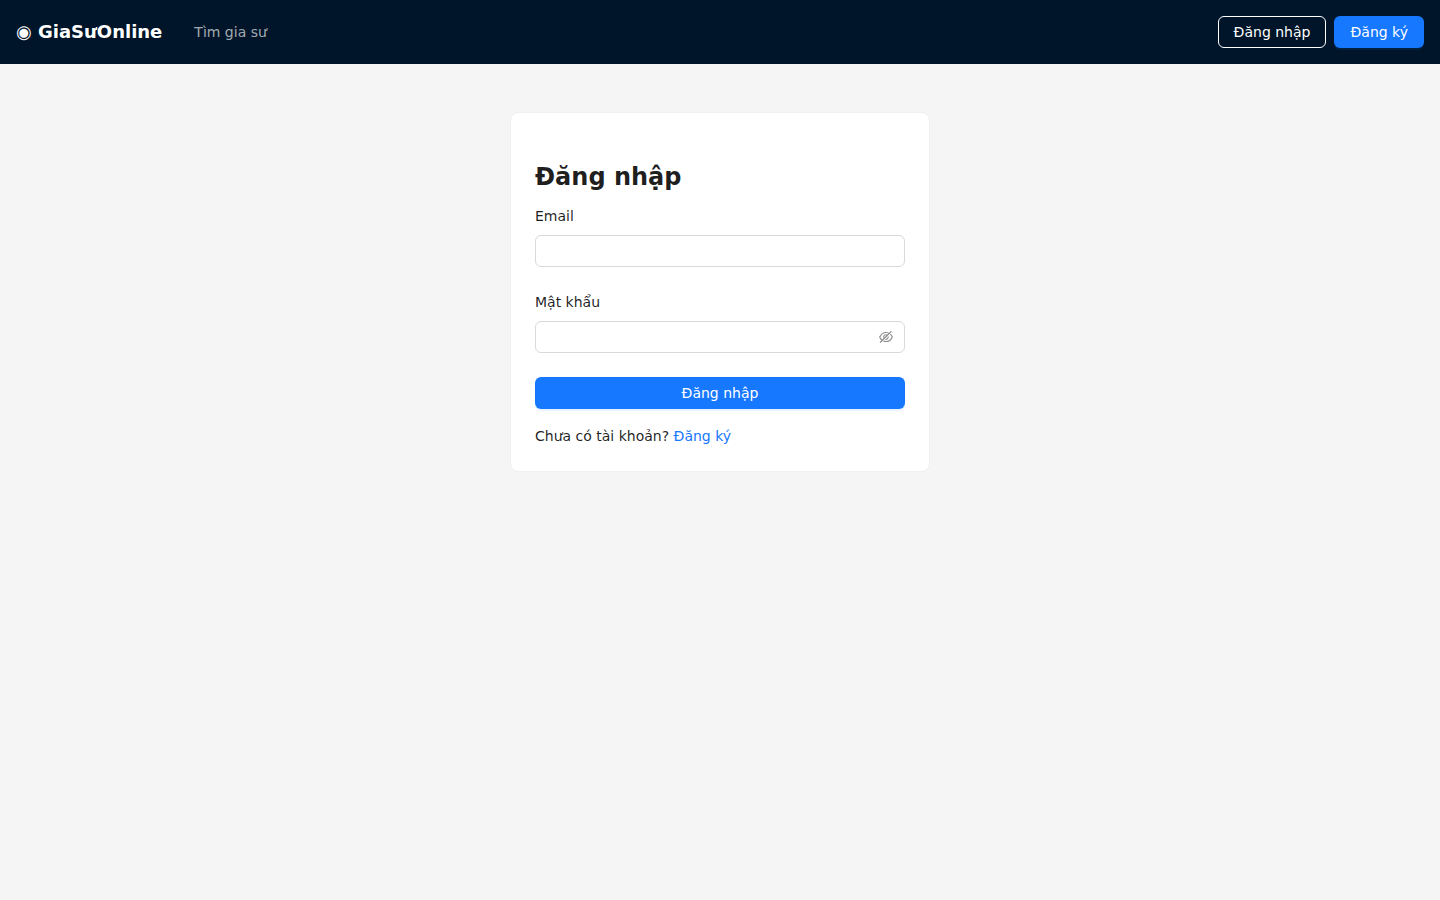 ◉ GiaSưOnline
Tìm gia sư
Đăng nhập
Đăng ký
Đăng nhập
Email
Mật khẩu
Đăng nhập
Chưa có tài khoản? Đăng ký